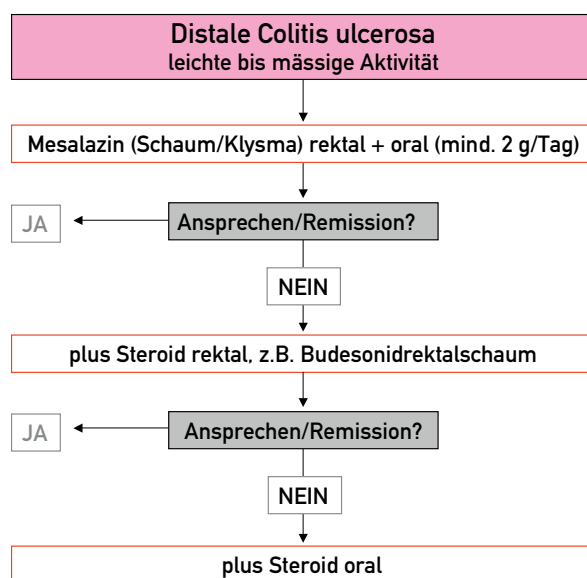 Distale Colitis ulcerosa
leichte bis mässige Aktivität
Mesalazin (Schaum/Klysma) rektal + oral (mind. 2 g/Tag)
JA
Ansprechen/Remission?
NEIN
plus Steroid rektal, z.B. Budesonidrektalschaum
JA
Ansprechen/Remission?
NEIN
plus Steroid oral